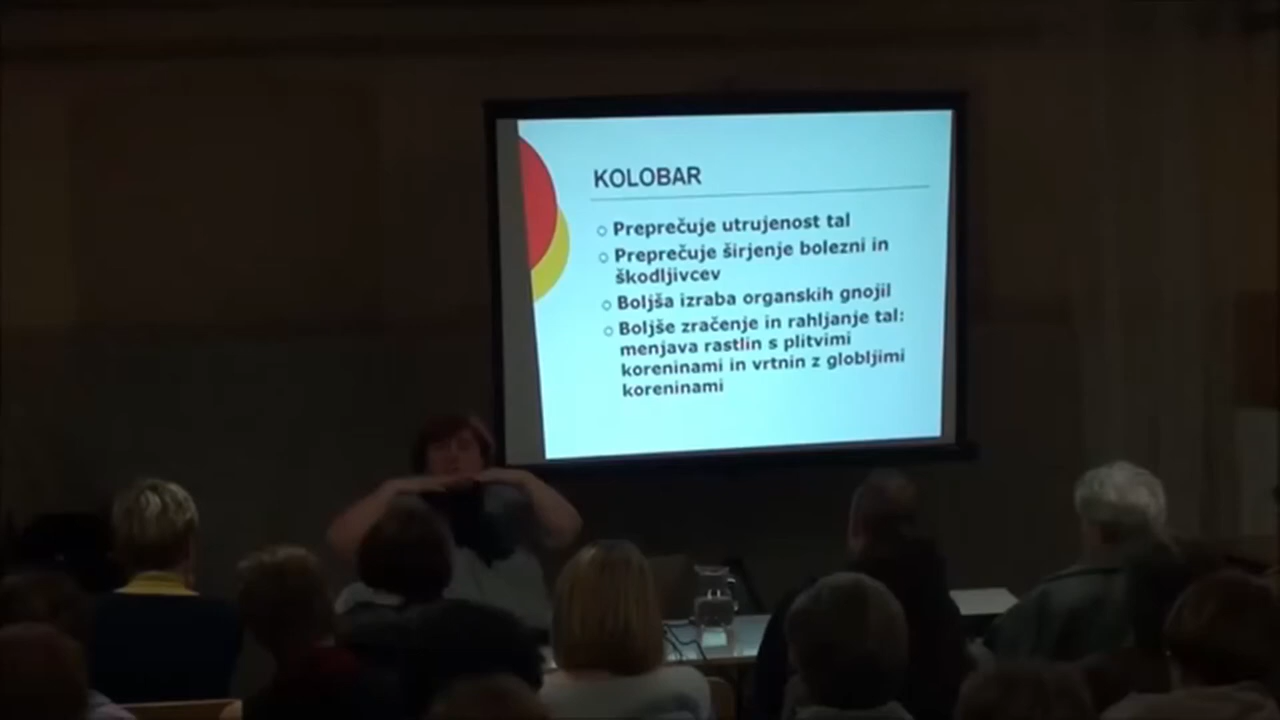 KOLOBAR
Preprečuje utrujenost tal
Preprečuje širjenje bolezni in
škodljivcev
Boljša izraba organskih gnojil
Boljše zračenje in rahljanje tal:
menjava rastlin s plitvimi
koreninami in vrtnin z globljimi
koreninami